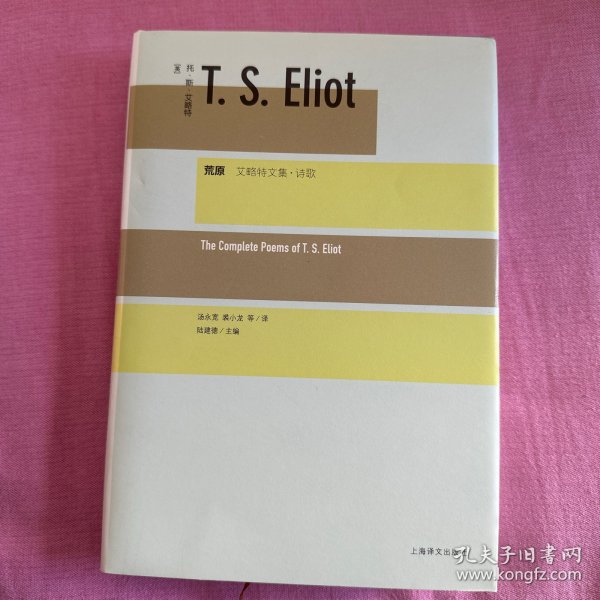 [英]
托·斯·艾略特
T. S. Eliot
荒原 艾略特文集·诗歌
The Complete Poems of T. S. Eliot
汤永宽 裘小龙 等/译
陆建德/主编
上海译文出版社
孔夫子旧书网
www.kongfz.com